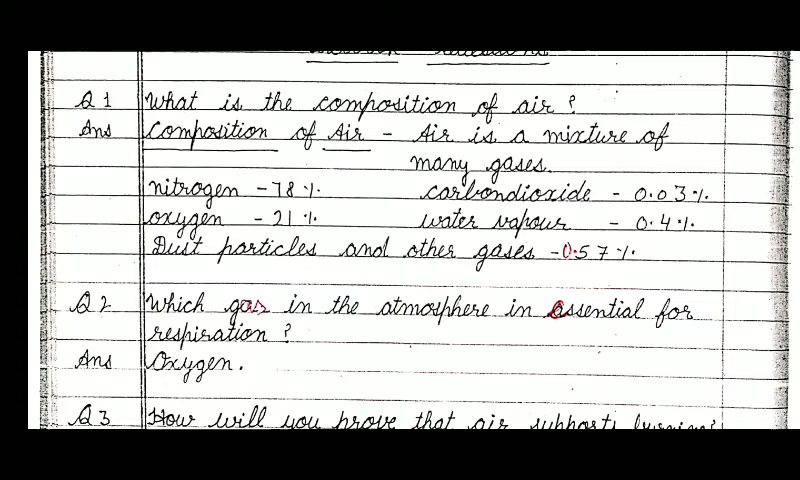 Q1 What is the composition of air?
Ans Composition of Air - Air is a mixture of
many gases.
nitrogen - 78% carbondioxide - 0.03%
oxygen - 21% water vapour - 0.4%
Dust particles and other gases - 0.57%
Q2 Which gas in the atmosphere in essential for
respiration?
Ans Oxygen.
Q3 How will you prove that air supports burning?